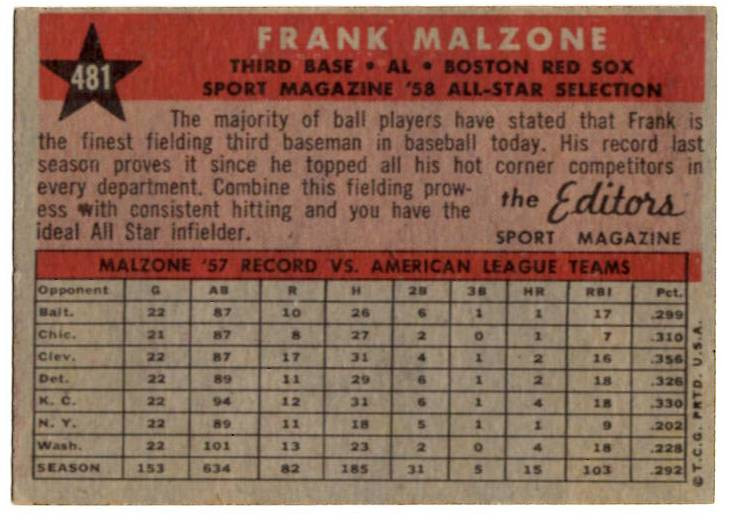 481
FRANK MALZONE
THIRD BASE • AL • BOSTON RED SOX
SPORT MAGAZINE '58 ALL-STAR SELECTION
The majority of ball players have stated that Frank is
the finest fielding third baseman in baseball today. His record last
season proves it since he topped all his hot corner competitors in
every department. Combine this fielding prow-
ess with consistent hitting and you have the
ideal All Star infielder.
the Editors
SPORT MAGAZINE
MALZONE '57 RECORD VS. AMERICAN LEAGUE TEAMS
Opponent G AB R H 2B 3B HR RBI Pct.
Balt. 22 87 10 26 6 1 1 17 .299
Chic. 21 87 8 27 2 0 1 7 .310
Clev. 22 87 17 31 4 1 2 16 .356
Det. 22 89 11 29 6 1 2 18 .326
K. C. 22 94 12 31 6 1 4 18 .330
N. Y. 22 89 11 18 5 1 1 9 .202
Wash. 22 101 13 23 2 0 4 18 .228
SEASON 153 634 82 185 31 5 15 103 .292
© T.C.G. PRTD. U.S.A.